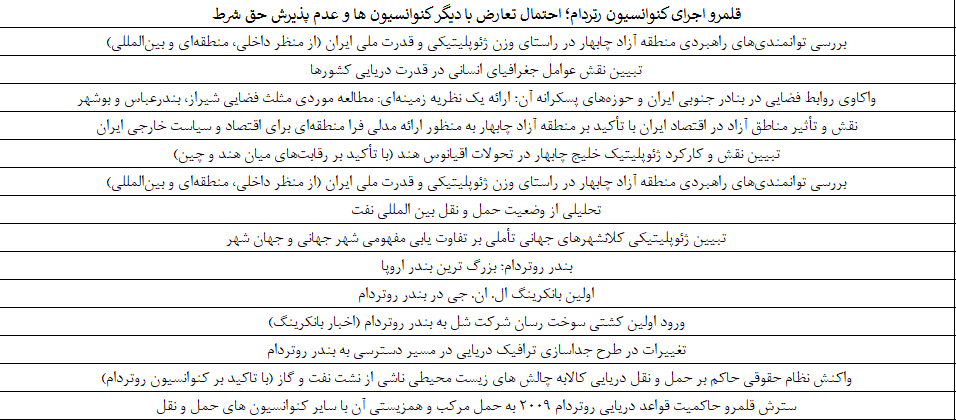 قلمرو اجرای کنوانسیون رتردام؛ احتمال تعارض با دیگر کنوانسیون ها و عدم پذیرش حق شرط
بررسی توانمندی‌های راهبردی منطقه آزاد چابهار در راستای وزن ژئوپلیتیکی و قدرت ملی ایران (از منظر داخلی، منطقه‌ای و بین‌المللی)
تبیین نقش عوامل جغرافیای انسانی در قدرت دریایی کشورها
واکاوی روابط فضایی در بنادر جنوبی ایران و حوزه‌های پسکرانه آن: ارائه یک نظریه زمینه‌ای: مطالعه موردی مثلث فضایی شیراز، بندرعباس و بوشهر
نقش و تأثیر مناطق آزاد در اقتصاد ایران با تأکید بر منطقه آزاد چابهار به منظور ارائه مدلی فرا منطقه‌ای برای اقتصاد و سیاست خارجی ایران
تبیین نقش و کارکرد ژئوپلیتیک خلیج چابهار در تحولات اقیانوس هند (با تأکید بر رقابت‌های میان هند و چین)
بررسی توانمندی‌های راهبردی منطقه آزاد چابهار در راستای وزن ژئوپلیتیکی و قدرت ملی ایران (از منظر داخلی، منطقه‌ای و بین‌المللی)
تحلیلی از وضعیت حمل و نقل بین المللی نفت
تبیین ژئوپلیتیکی کلانشهرهای جهانی تأملی بر تفاوت یابی مفهومی شهر جهانی و جهان شهر
بندر روتردام؛ بزرگ ترین بندر اروپا
اولین بانکرینگ ال. ان. جی در بندر روتردام
ورود اولین کشتی سوخت رسان شرکت شل به بندر روتردام (اخبار بانکرینگ)
تغییرات در طرح جداسازی ترافیک دریایی در مسیر دسترسی به بندر روتردام
واکنش نظام حقوقی حاکم بر حمل و نقل دریایی کالابه چالش های زیست محیطی ناشی از نشت نفت و گاز (با تاکید بر کنوانسیون روتردام)
سترش قلمرو حاکمیت قواعد دریایی روتردام ۲۰۰۹ به حمل مرکب و همزیستی آن با سایر کنوانسیون های حمل و نقل